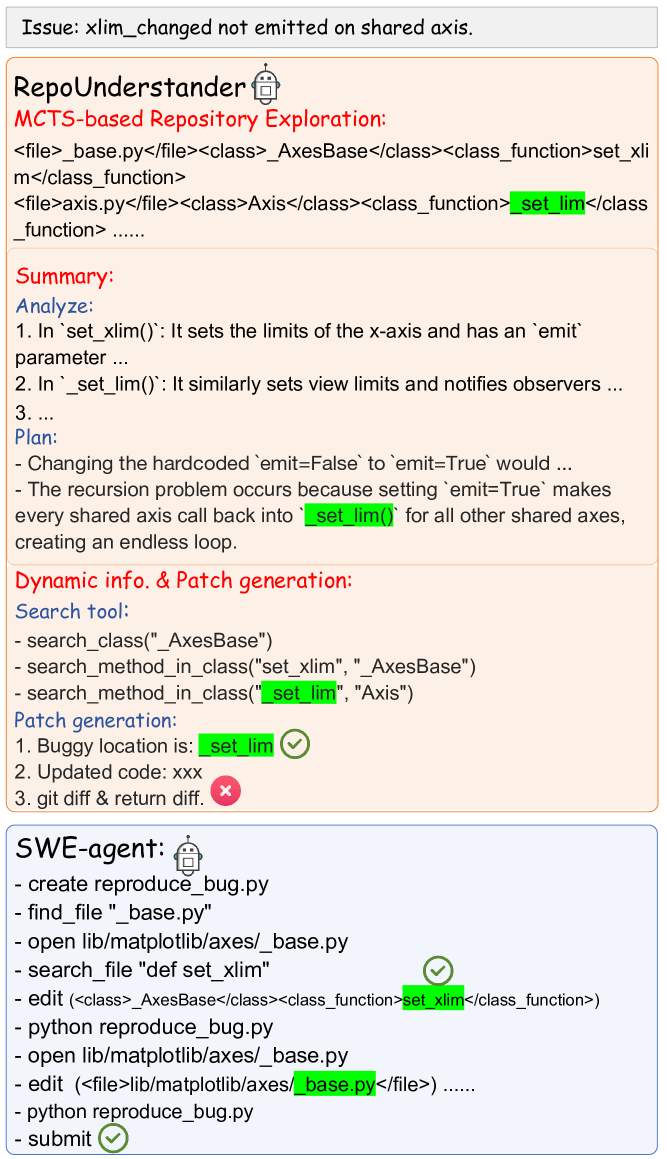 Issue: xlim_changed not emitted on shared axis.
RepoUnderstander
MCTS-based Repository Exploration:
<file>_base.py</file><class>_AxesBase</class><class_function>set_xli
m</class_function>
<file>axis.py</file><class>Axis</class><class_function>_set_lim</class
_function> ......
Summary:
Analyze:
1. In `set_xlim()`: It sets the limits of the x-axis and has an `emit`
parameter ...
2. In `_set_lim()`: It similarly sets view limits and notifies observers ...
3. ...
Plan:
- Changing the hardcoded `emit=False` to `emit=True` would ...
- The recursion problem occurs because setting `emit=True` makes
every shared axis call back into `_set_lim()` for all other shared axes,
creating an endless loop.
Dynamic info. & Patch generation:
Search tool:
- search_class("_AxesBase")
- search_method_in_class("set_xlim", "_AxesBase")
- search_method_in_class("_set_lim", "Axis")
Patch generation:
1. Buggy location is: _set_lim
2. Updated code: xxx
3. git diff & return diff.
SWE-agent:
- create reproduce_bug.py
- find_file "_base.py"
- open lib/matplotlib/axes/_base.py
- search_file "def set_xlim"
- edit (<class>_AxesBase</class><class_function>set_xlim</class_function>)
- python reproduce_bug.py
- open lib/matplotlib/axes/_base.py
- edit (<file>lib/matplotlib/axes/_base.py</file>) ......
- python reproduce_bug.py
- submit